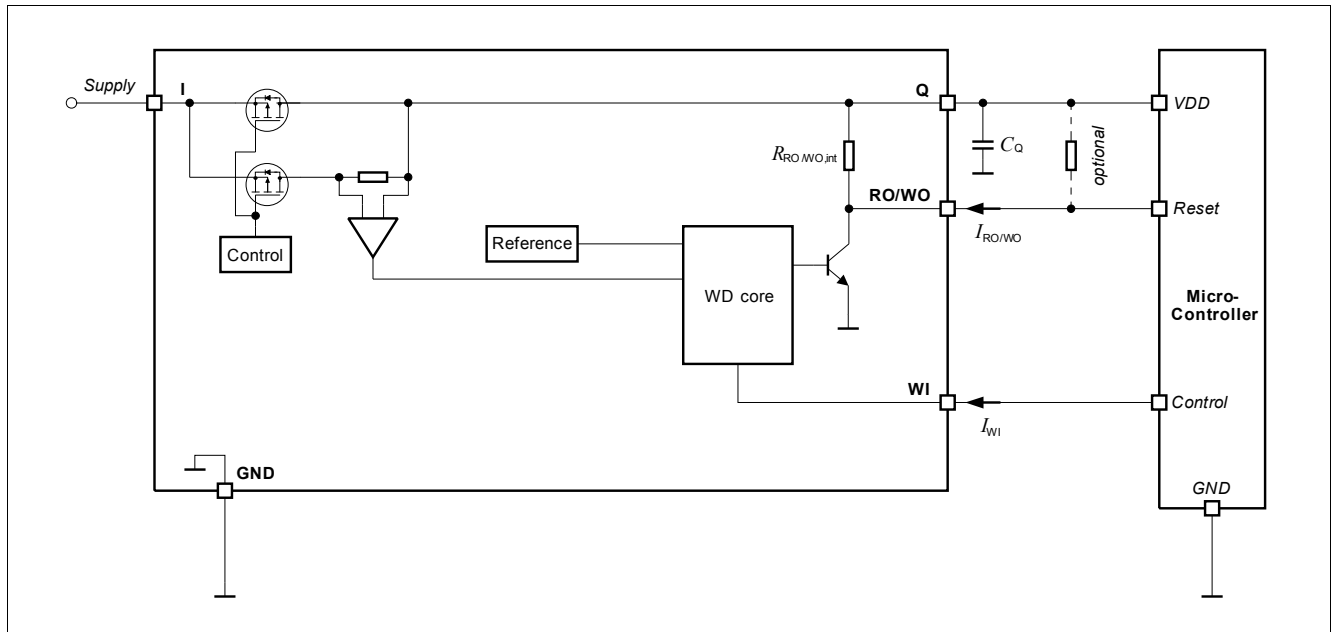 Supply
I
Q
VDD
R RO/WO,int
C Q
optional
RO/WO
Reset
I RO/WO
Control
Reference
WD core
Micro-
Controller
WI
Control
I WI
GND
GND